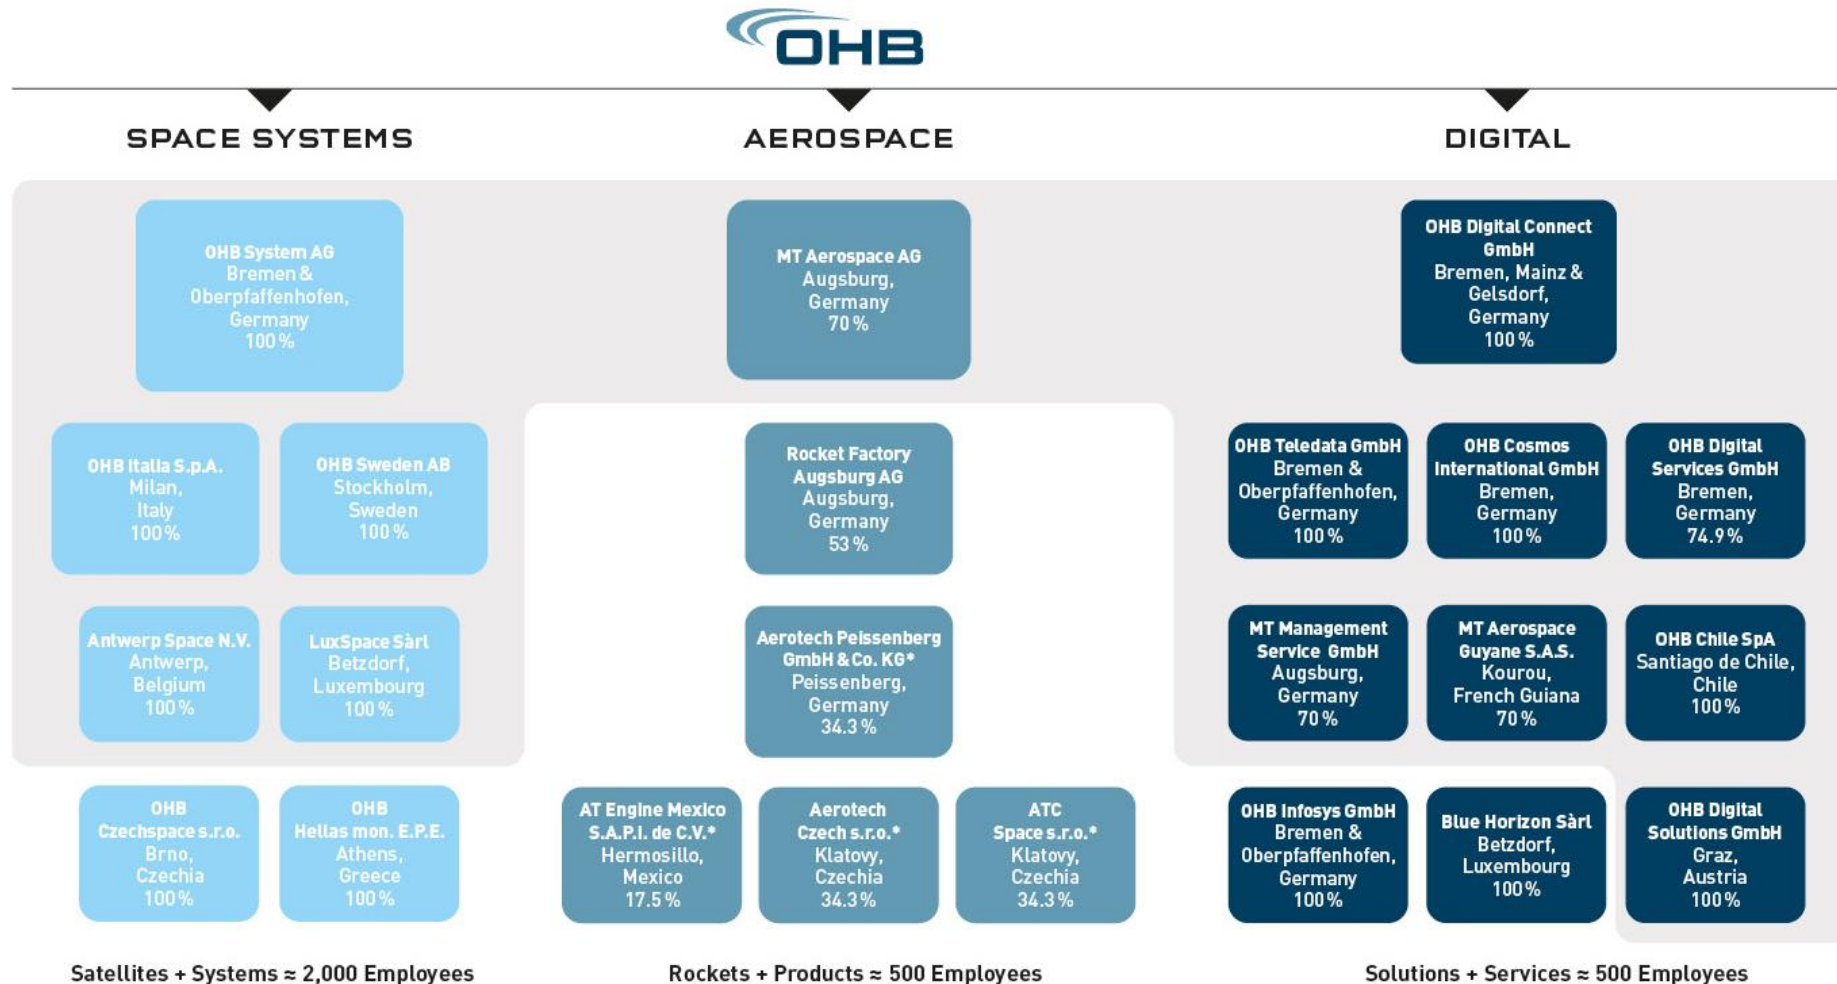 OHB
SPACE SYSTEMS
AEROSPACE
DIGITAL
OHB System AG
Bremen &
Oberpfaffenhofen,
Germany
100 %
MT Aerospace AG
Augsburg,
Germany
70 %
OHB Digital Connect
GmbH
Bremen, Mainz &
Gelsdorf,
Germany
100 %
OHB Italia S.p.A.
Milan,
Italy
100 %
OHB Sweden AB
Stockholm,
Sweden
100 %
Rocket Factory
Augsburg AG
Augsburg,
Germany
53 %
OHB Teledata GmbH
Bremen &
Oberpfaffenhofen,
Germany
100 %
OHB Cosmos
International GmbH
Bremen,
Germany
100 %
OHB Digital
Services GmbH
Bremen,
Germany
74.9 %
Antwerp Space N.V.
Antwerp,
Belgium
100 %
LuxSpace Sàrl
Betzdorf,
Luxembourg
100 %
Aerotech Peissenberg
GmbH & Co. KG*
Peissenberg,
Germany
34.3 %
MT Management
Service GmbH
Augsburg,
Germany
70 %
MT Aerospace
Guyane S.A.S.
Kourou,
French Guiana
70 %
OHB Chile SpA
Santiago de Chile,
Chile
100 %
OHB
Czechspace s.r.o.
Brno,
Czechia
100 %
OHB
Hellas mon. E.P.E.
Athens,
Greece
100 %
AT Engine Mexico
S.A.P.I. de C.V.*
Hermosillo,
Mexico
17.5 %
Aerotech
Czech s.r.o.*
Klatovy,
Czechia
34.3 %
ATC
Space s.r.o.*
Klatovy,
Czechia
34.3 %
OHB Infosys GmbH
Bremen &
Oberpfaffenhofen,
Germany
100 %
Blue Horizon Sàrl
Betzdorf,
Luxembourg
100 %
OHB Digital
Solutions GmbH
Graz,
Austria
100 %
Satellites + Systems ≈ 2,000 Employees
Rockets + Products ≈ 500 Employees
Solutions + Services ≈ 500 Employees